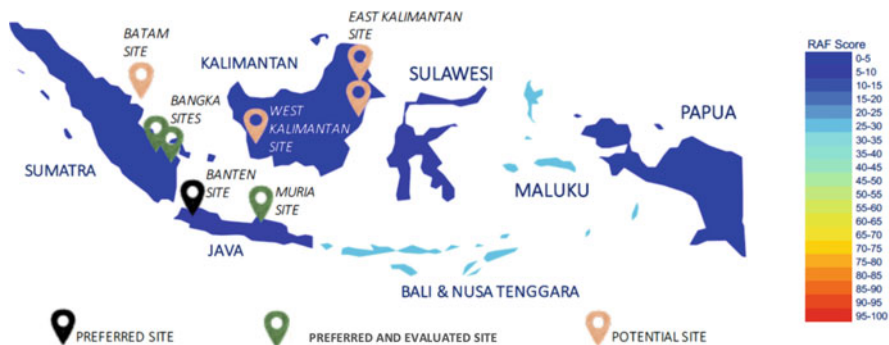 EAST KALIMANTAN
SITE
BATAM
SITE
KALIMANTAN
SULAWESI
BANGKA
SITES
WEST
KALIMANTAN
SITE
PAPUA
SUMATRA
BANTEN
SITE
MURIA
SITE
MALUKU
JAVA
BALI & NUSA TENGGARA
PREFERRED SITE
PREFERRED AND EVALUATED SITE
POTENTIAL SITE
RAF Score
0-5
5-10
10-15
15-20
20-25
25-30
30-35
35-40
40-45
45-50
50-55
55-60
60-65
65-70
70-75
75-80
80-85
85-90
90-95
95-100